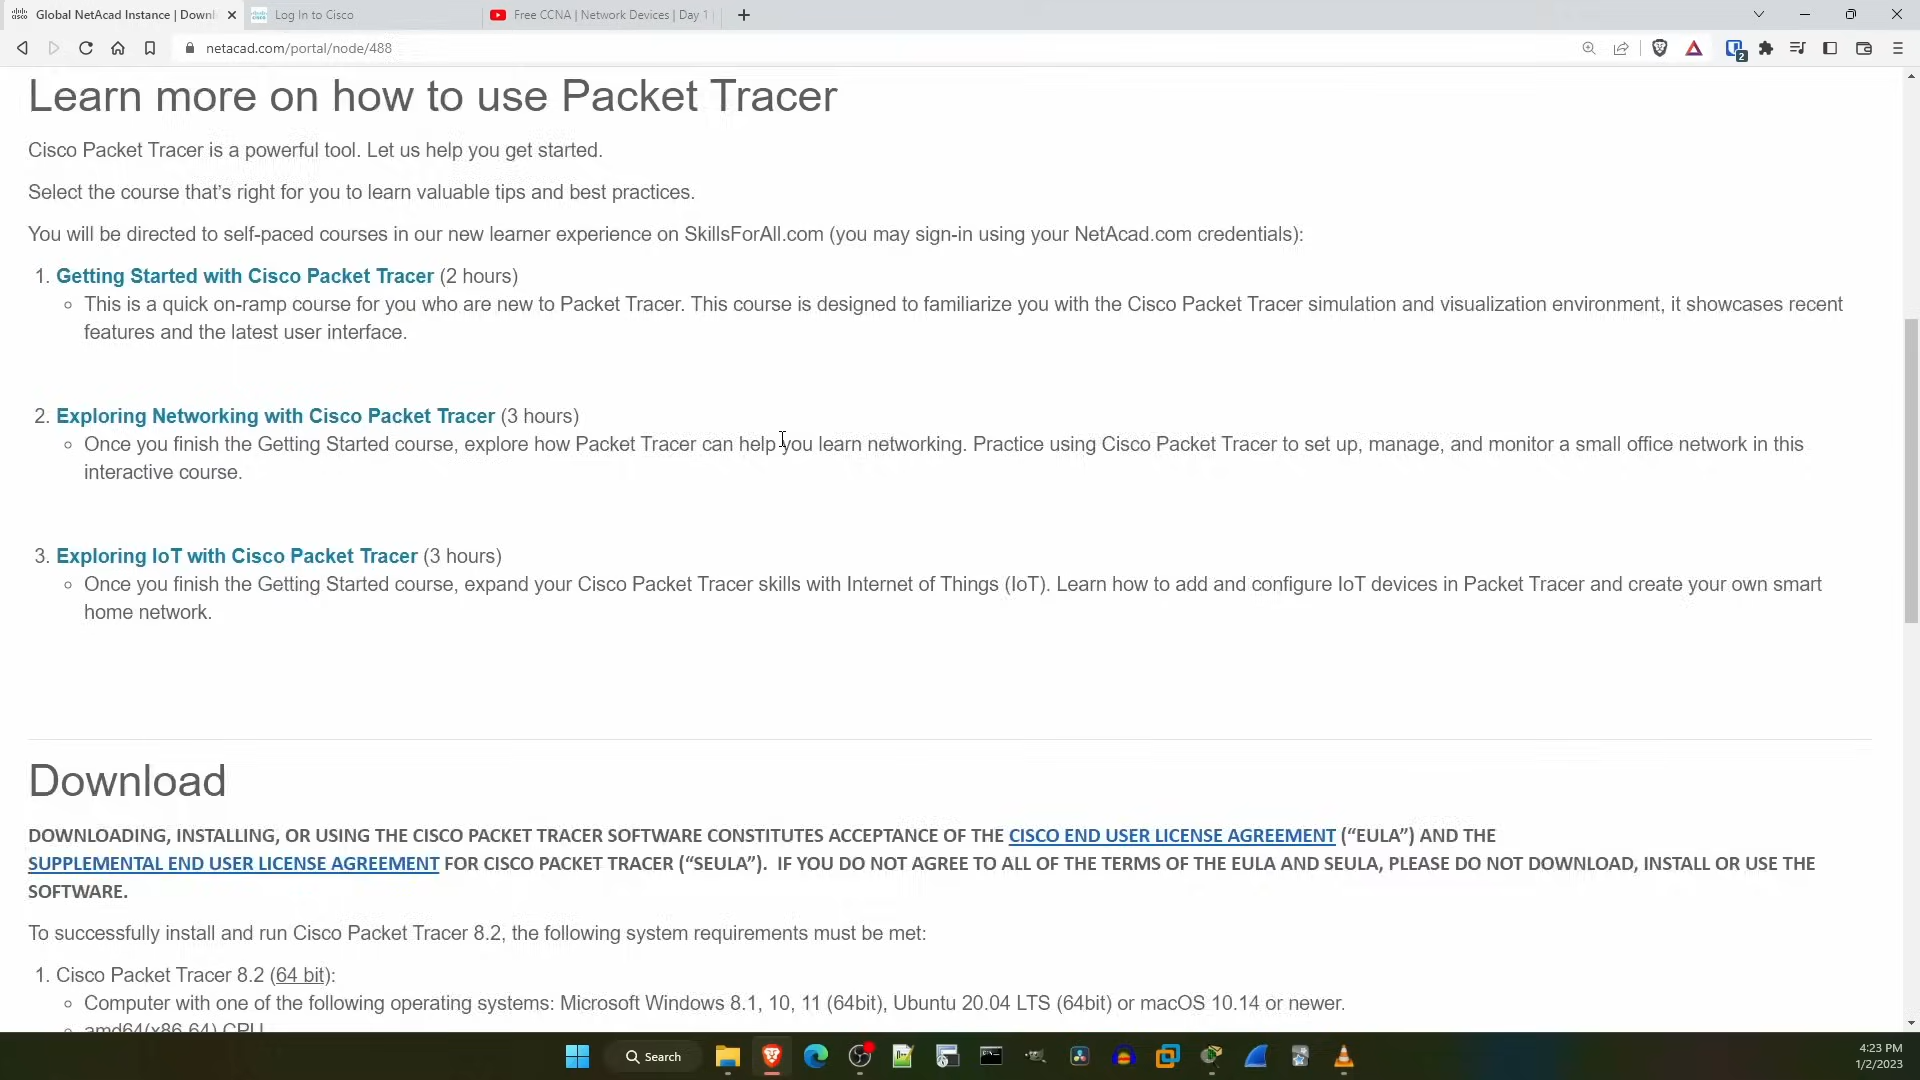 Global NetAcad Instance | Downl
Log In to Cisco
Free CCNA | Network Devices | Day 1
netacad.com/portal/node/488
2
Learn more on how to use Packet Tracer
Cisco Packet Tracer is a powerful tool. Let us help you get started.
Select the course that's right for you to learn valuable tips and best practices.
You will be directed to self-paced courses in our new learner experience on SkillsForAll.com (you may sign-in using your NetAcad.com credentials):
1. Getting Started with Cisco Packet Tracer (2 hours)
This is a quick on-ramp course for you who are new to Packet Tracer. This course is designed to familiarize you with the Cisco Packet Tracer simulation and visualization environment, it showcases recent
features and the latest user interface.
2. Exploring Networking with Cisco Packet Tracer (3 hours)
Once you finish the Getting Started course, explore how Packet Tracer can help you learn networking. Practice using Cisco Packet Tracer to set up, manage, and monitor a small office network in this
interactive course.
3. Exploring IoT with Cisco Packet Tracer (3 hours)
Once you finish the Getting Started course, expand your Cisco Packet Tracer skills with Internet of Things (IoT). Learn how to add and configure IoT devices in Packet Tracer and create your own smart
home network.
Download
DOWNLOADING, INSTALLING, OR USING THE CISCO PACKET TRACER SOFTWARE CONSTITUTES ACCEPTANCE OF THE CISCO END USER LICENSE AGREEMENT (“EULA”) AND THE
SUPPLEMENTAL END USER LICENSE AGREEMENT FOR CISCO PACKET TRACER (“SEULA”). IF YOU DO NOT AGREE TO ALL OF THE TERMS OF THE EULA AND SEULA, PLEASE DO NOT DOWNLOAD, INSTALL OR USE THE
SOFTWARE.
To successfully install and run Cisco Packet Tracer 8.2, the following system requirements must be met:
1. Cisco Packet Tracer 8.2 (64 bit):
Computer with one of the following operating systems: Microsoft Windows 8.1, 10, 11 (64bit), Ubuntu 20.04 LTS (64bit) or macOS 10.14 or newer.
amd64(x86-64) CPU
Search
4:23 PM
1/2/2023